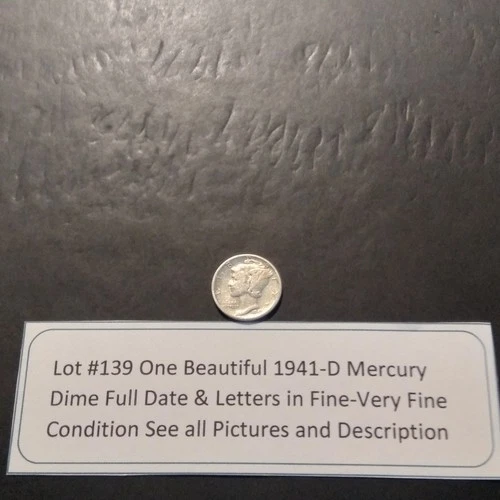 Lot #139 One Beautiful 1941-D Mercury
Dime Full Date & Letters in Fine-Very Fine
Condition See all Pictures and Description